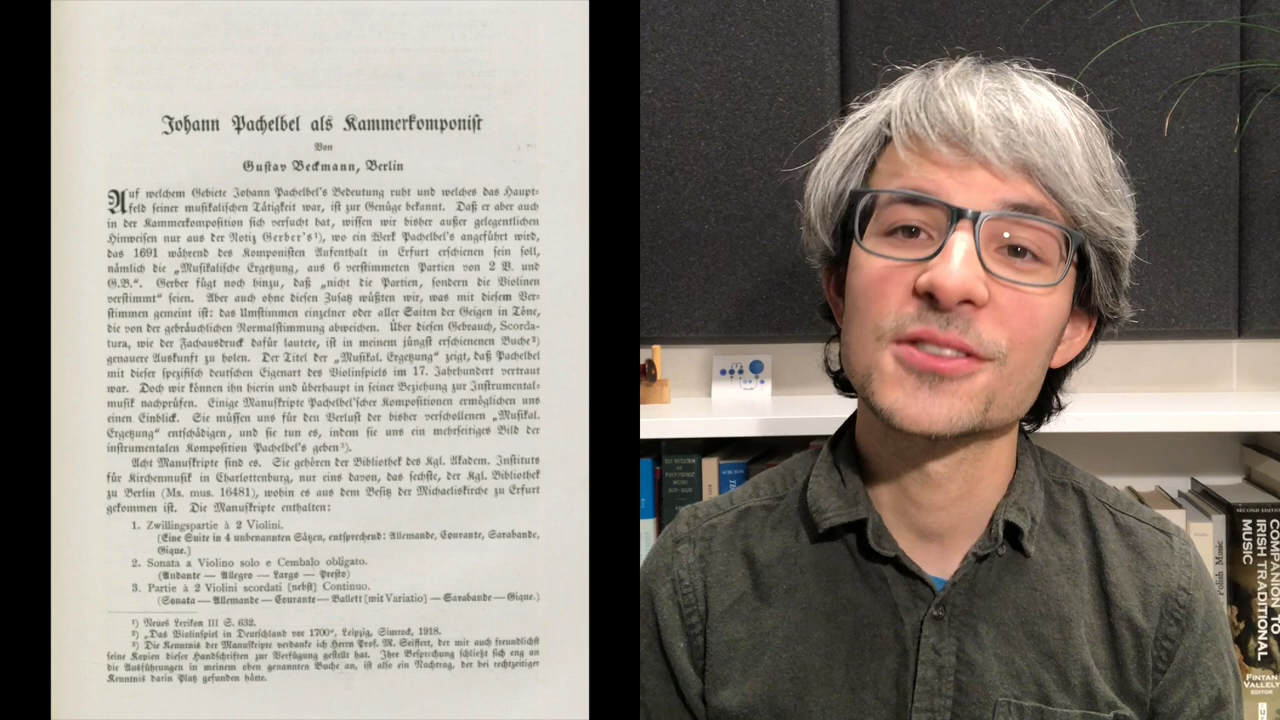 Johann Pachelbel als Kammerkomponist
Von
Gustav Beckmann, Berlin
Auf welchem Gebiete Johann Pachelbel's Bedeutung ruht und welches das Haupt-
feld seiner musikalischen Tätigkeit war, ist zur Genüge bekannt. Daß er aber auch
in der Kammerkomposition sich versucht hat, wissen wir bisher außer gelegentlichen
Hinweisen nur aus der Notiz Gerber's¹), wo ein Werk Pachelbel's angeführt wird,
das 1691 während des Komponisten Aufenthalt in Erfurt erschienen sein soll,
nämlich die „Musikalische Ergetzung, aus 6 verstimmeten Partien von 2 V. und
G.B.“. Gerber fügt noch hinzu, daß „nicht die Partien, sondern die Violinen
verstimmt“ seien. Aber auch ohne diesen Zusatz wüßten wir, was mit diesem Ver-
stimmen gemeint ist: das Umstimmen einzelner oder aller Saiten der Geigen in Töne,
die von der gebräuchlichen Normalstimmung abweichen. Über diesen Gebrauch, Scorda-
tura, wie der Fachausdruck dafür lautete, ist in meinem jüngst erschienenen Buche²)
genauere Auskunft zu holen. Der Titel der „Musikal. Ergetzung“ zeigt, daß Pachelbel
mit dieser spezifisch deutschen Eigenart des Violinspiels im 17. Jahrhundert vertraut
war. Doch wir können ihn hierin und überhaupt in seiner Beziehung zur Instrumental-
musik nachprüfen. Einige Manuskripte Pachelbel'scher Kompositionen ermöglichen uns
einen Einblick. Sie müssen uns für den Verlust der bisher verschollenen „Musikal.
Ergetzung“ entschädigen, und sie tun es, indem sie uns ein mehrseitiges Bild der
instrumentalen Komposition Pachelbel's geben³).
Acht Manuskripte sind es. Sie gehören der Bibliothek des Kgl. Akadem. Instituts
für Kirchenmusik in Charlottenburg, nur eins davon, das sechste, der Kgl. Bibliothek
zu Berlin (Ms. mus. 16481), wohin es aus dem Besitz der Michaeliskirche zu Erfurt
gekommen ist. Die Manuskripte enthalten:
1. Zwillingspartie à 2 Violini.
(Eine Suite in 4 unbenannten Sätzen, entsprechend: Allemande, Courante, Sarabande,
Gique.)
2. Sonata a Violino solo e Cembalo obligato.
(Andante — Allegro — Largo — Presto)
3. Partie à 2 Violini scordati [nebst] Continuo.
(Sonata — Allemande — Courante — Ballett [mit Variatio] — Sarabande — Gique.)
¹) Neues Lexikon III S. 632.
²) „Das Violinspiel in Deutschland vor 1700“, Leipzig, Simrock, 1918.
³) Die Kenntnis der Manuskripte verdanke ich Herrn Prof. M. Seiffert, der mir auch freundlichst
seine Kopien dieser Handschriften zur Verfügung gestellt hat. Ihre Besprechung schließt sich eng an
die Ausführungen in meinem oben genannten Buche an, ist also ein Nachtrag, der bei rechtzeitiger
Kenntnis darin Platz gefunden hätte.
SECOND EDITION
COMPANION TO
IRISH TRADITIONAL
MUSIC
FINTAN
VALLELY
EDITOR